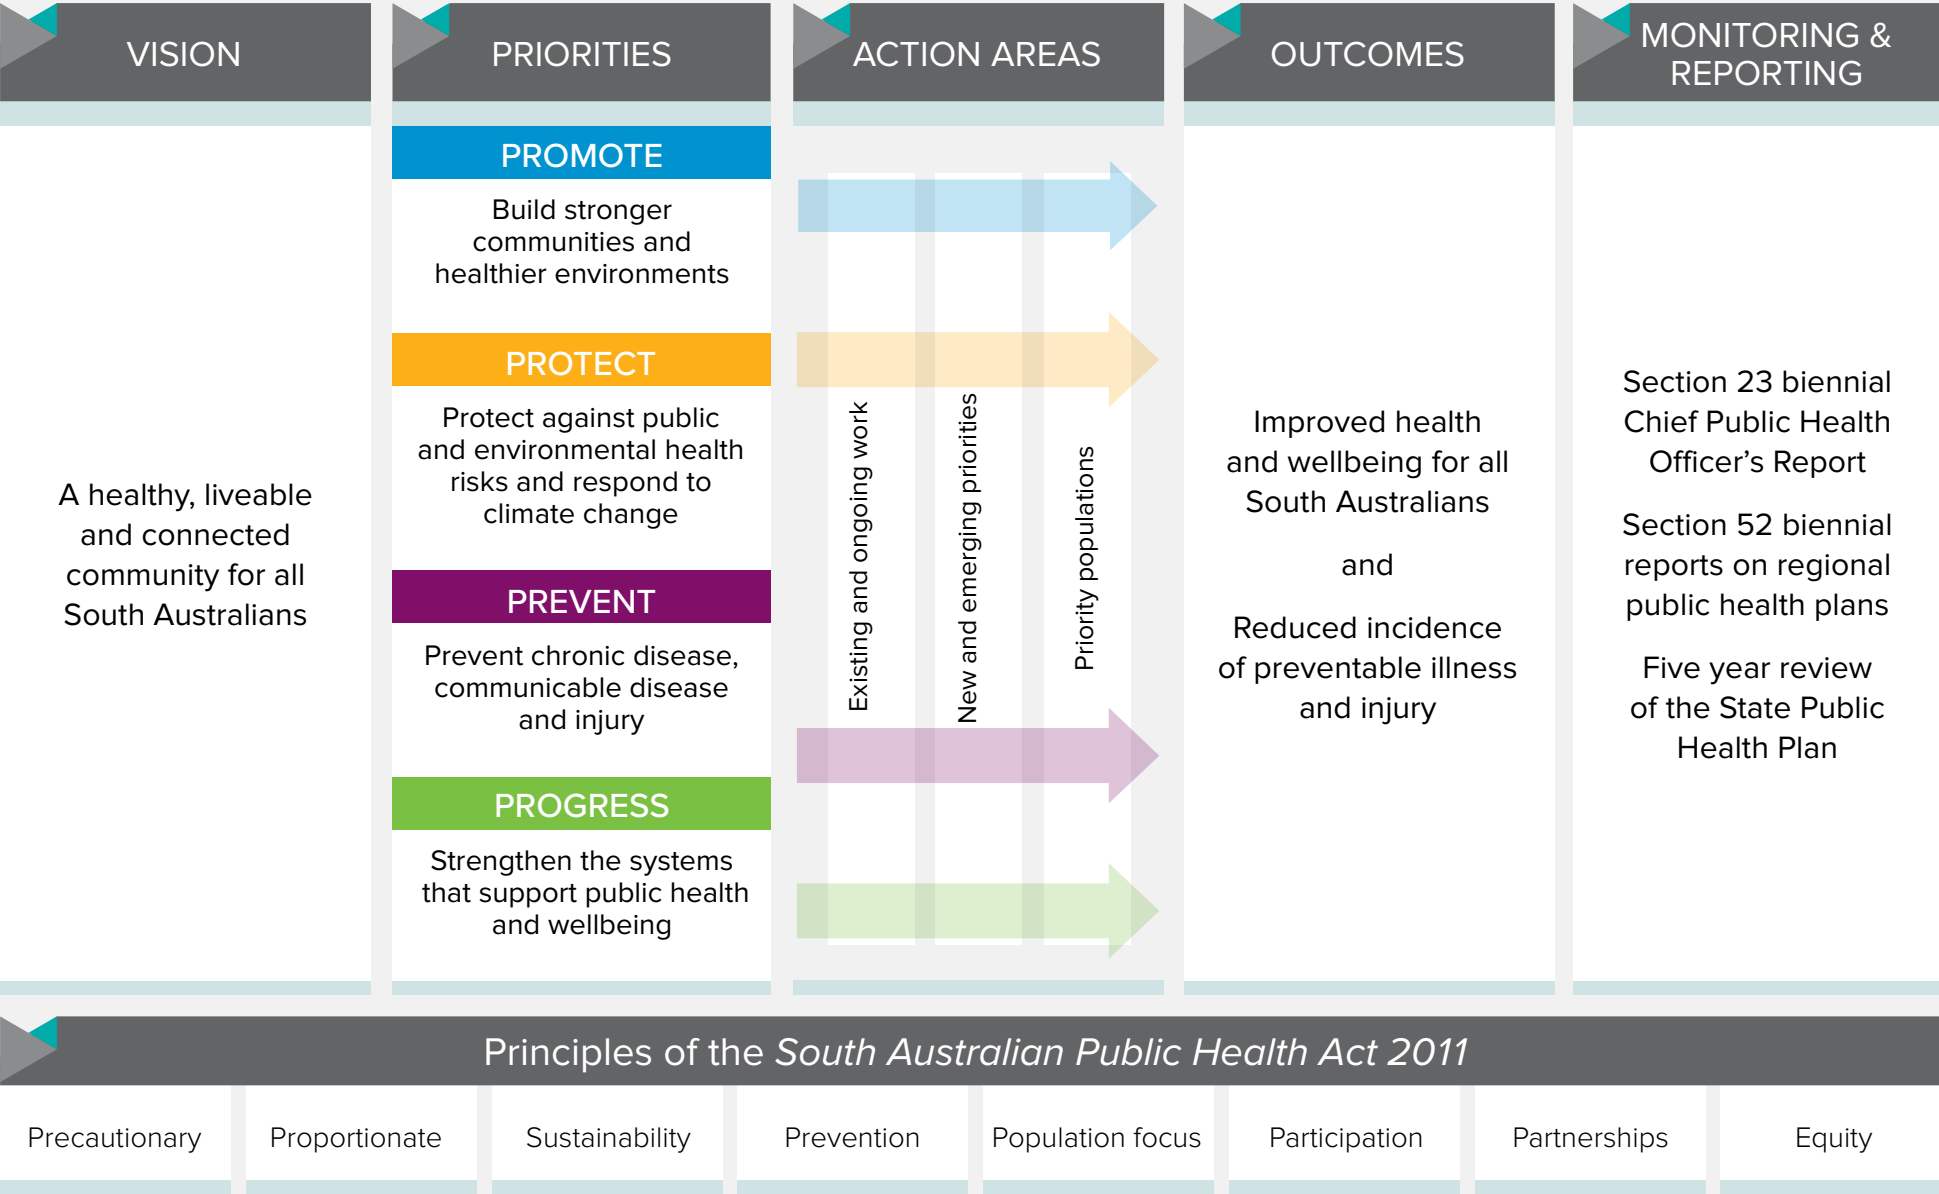 VISION
A healthy, liveable
and connected
community for all
South Australians
PRIORITIES
PROMOTE
Build stronger
communities and
healthier environments
PROTECT
Protect against public
and environmental health
risks and respond to
climate change
PREVENT
Prevent chronic disease,
communicable disease
and injury
PROGRESS
Strengthen the systems
that support public health
and wellbeing
ACTION AREAS
Existing and ongoing work
New and emerging priorities
Priority populations
OUTCOMES
Improved health
and wellbeing for all
South Australians
and
Reduced incidence
of preventable illness
and injury
MONITORING &
REPORTING
Section 23 biennial
Chief Public Health
Officer’s Report
Section 52 biennial
reports on regional
public health plans
Five year review
of the State Public
Health Plan
Principles of the South Australian Public Health Act 2011
Precautionary
Proportionate
Sustainability
Prevention
Population focus
Participation
Partnerships
Equity